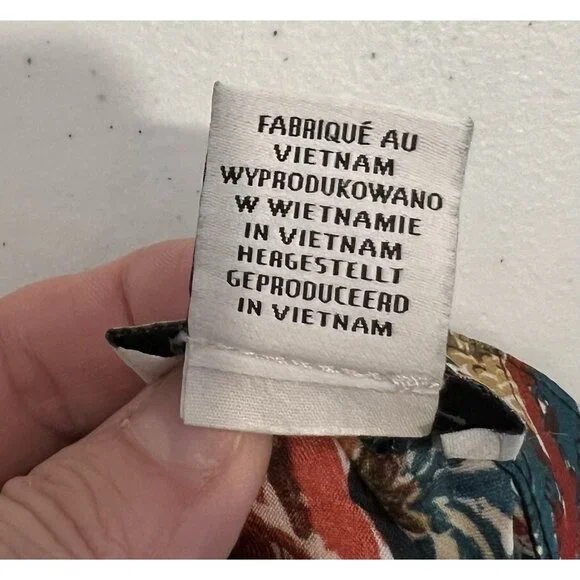 FABRIQUÉ AU
VIETNAM
WYPRODUKOWANO
W WIETNAMIE
IN VIETNAM
HERGESTELLT
GEPRODUCEERD
IN VIETNAM